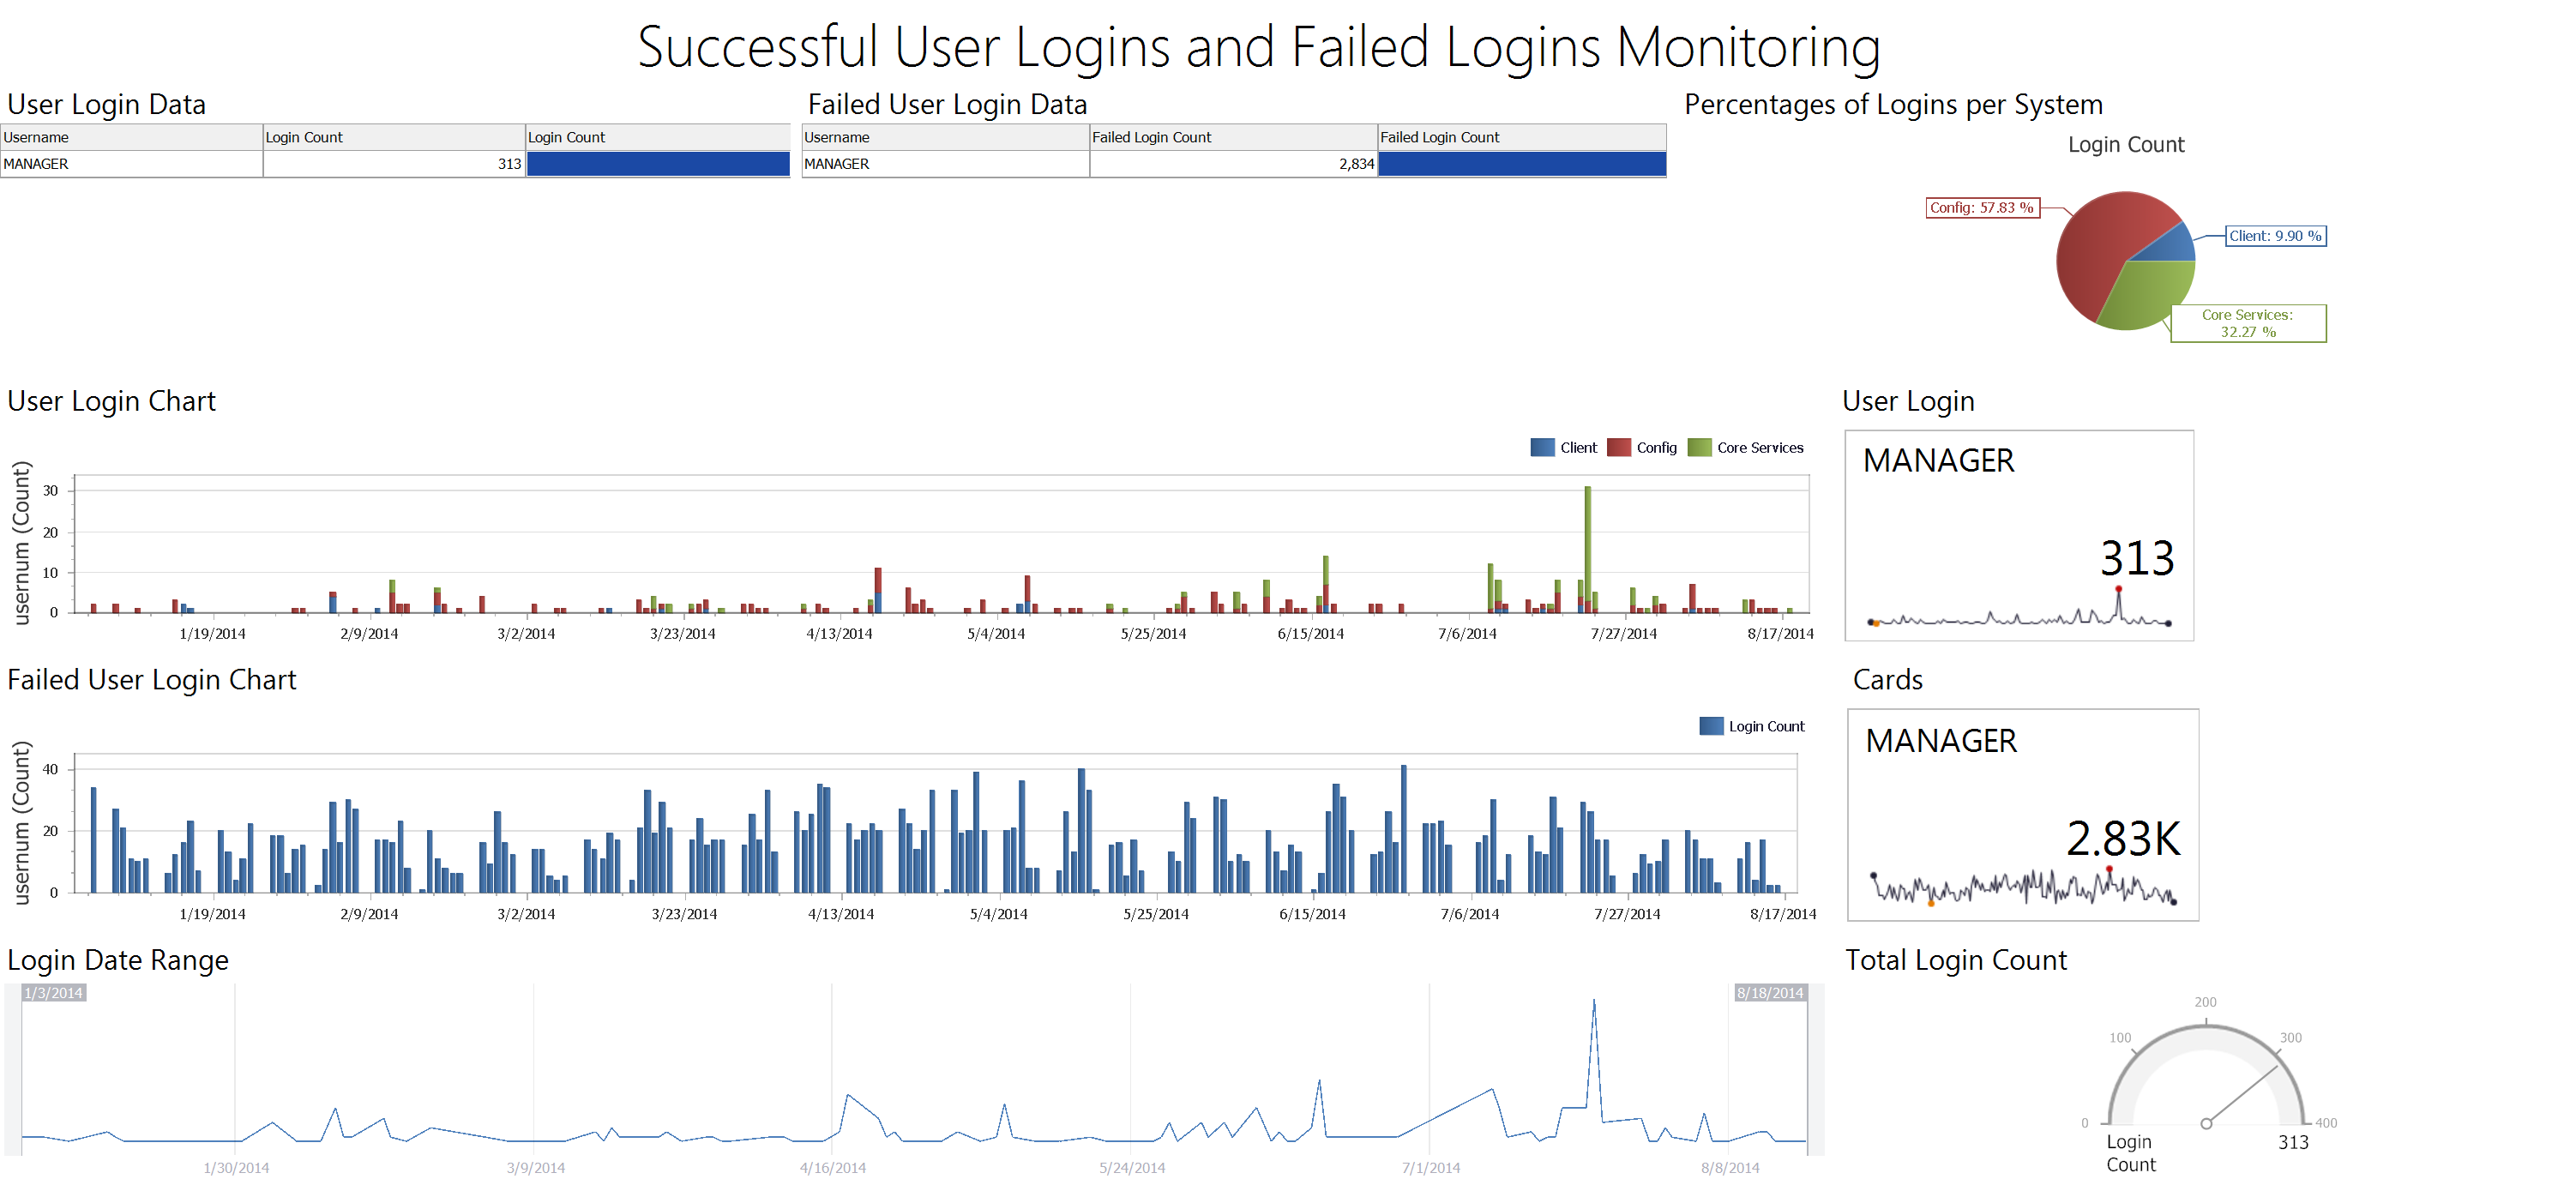 Successful User Logins and Failed Logins Monitoring
User Login Data
Username Login Count Login Count
MANAGER 313
Failed User Login Data
Username Failed Login Count Failed Login Count
MANAGER 2,834
Percentages of Logins per System
Login Count
Config: 57.83 %
Client: 9.90 %
Core Services:
32.27 %
User Login Chart
Client Config Core Services
usernum (Count)
30
20
10
0
1/19/2014 2/9/2014 3/2/2014 3/23/2014 4/13/2014 5/4/2014 5/25/2014 6/15/2014 7/6/2014 7/27/2014 8/17/2014
User Login
MANAGER
313
Failed User Login Chart
Login Count
usernum (Count)
40
20
0
1/19/2014 2/9/2014 3/2/2014 3/23/2014 4/13/2014 5/4/2014 5/25/2014 6/15/2014 7/6/2014 7/27/2014 8/17/2014
Cards
MANAGER
2.83K
Login Date Range
1/3/2014 8/18/2014
1/30/2014 3/9/2014 4/16/2014 5/24/2014 7/1/2014 8/8/2014
Total Login Count
200
100 300
0 400
Login
Count
313